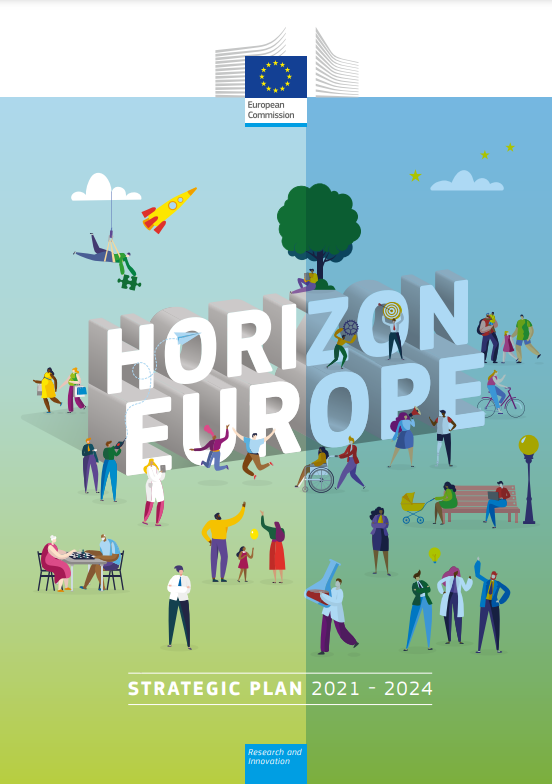 European
Commission
HORIZON
EUROPE
STRATEGIC PLAN 2021 - 2024
Research and
Innovation